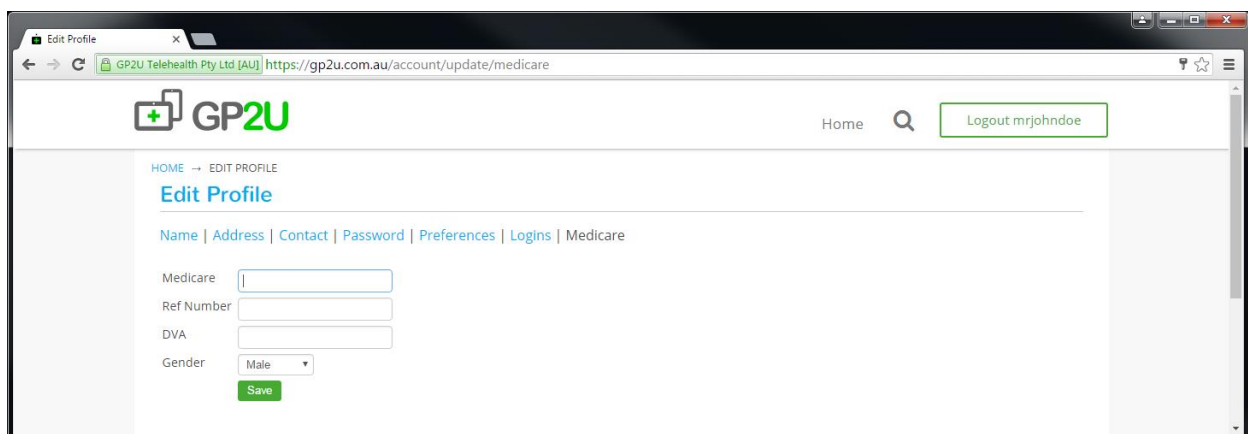 Edit Profile
GP2U Telehealth Pty Ltd [AU] https://gp2u.com.au/account/update/medicare
GP2U
Home
Logout mrjohndoe
HOME → EDIT PROFILE
Edit Profile
Name | Address | Contact | Password | Preferences | Logins | Medicare
Medicare
Ref Number
DVA
Gender Male
Save